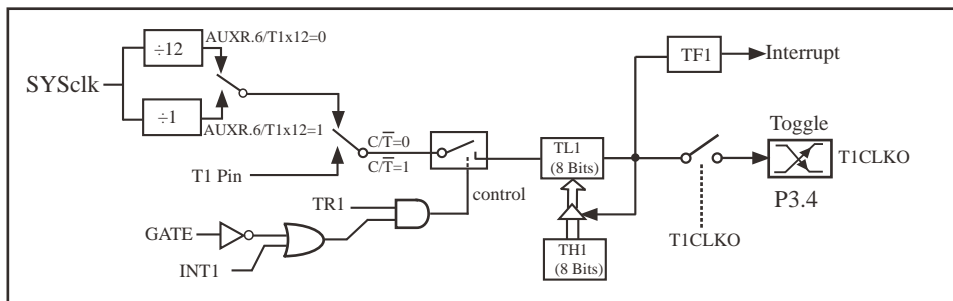 AUXR.6/T1x12=0
÷12
SYSclk
÷1
AUXR.6/T1x12=1
T1 Pin
C/T̅=0
C/T̅=1
TR1
GATE
INT1
control
TL1
(8 Bits)
TH1
(8 Bits)
TF1
Interrupt
T1CLKO
Toggle
T1CLKO
P3.4